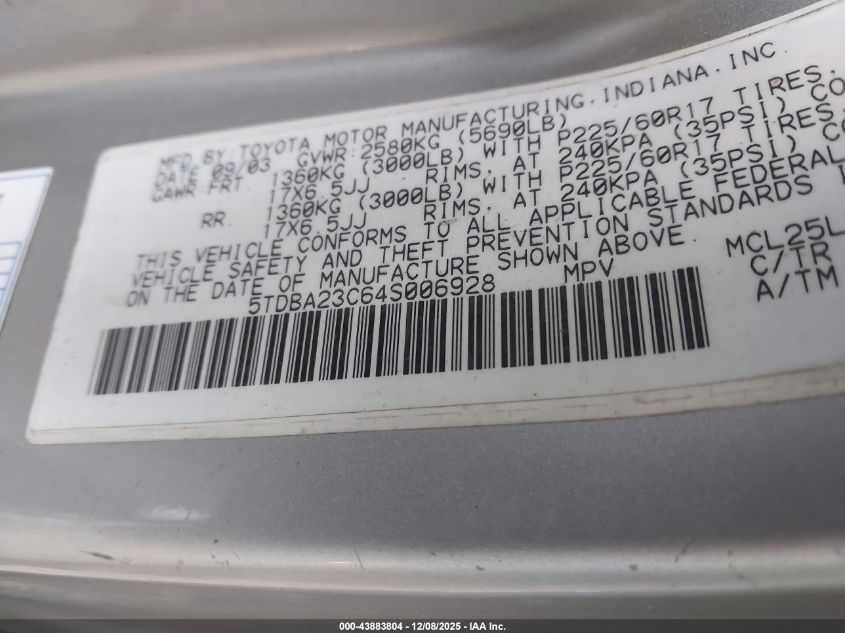 MFD. BY TOYOTA MOTOR MANUFACTURING, INDIANA, INC.
DATE 09/03 GVWR 2580KG (5690LB)
GAWR FRT. 1360KG (3000LB) WITH P225/60R17 TIRES,
17X6.5JJ RIMS, AT 240KPA (35PSI) CO
RR. 1360KG (3000LB) WITH P225/60R17 TIRES,
17X6.5JJ RIMS, AT 240KPA (35PSI) CO
THIS VEHICLE CONFORMS TO ALL APPLICABLE FEDERAL
VEHICLE SAFETY AND THEFT PREVENTION STANDARDS I
ON THE DATE OF MANUFACTURE SHOWN ABOVE.
5TDBA23C64S006928 MPV MCL25L
C/TR
A/TM
000-43883804 - 12/08/2025 - IAA Inc.